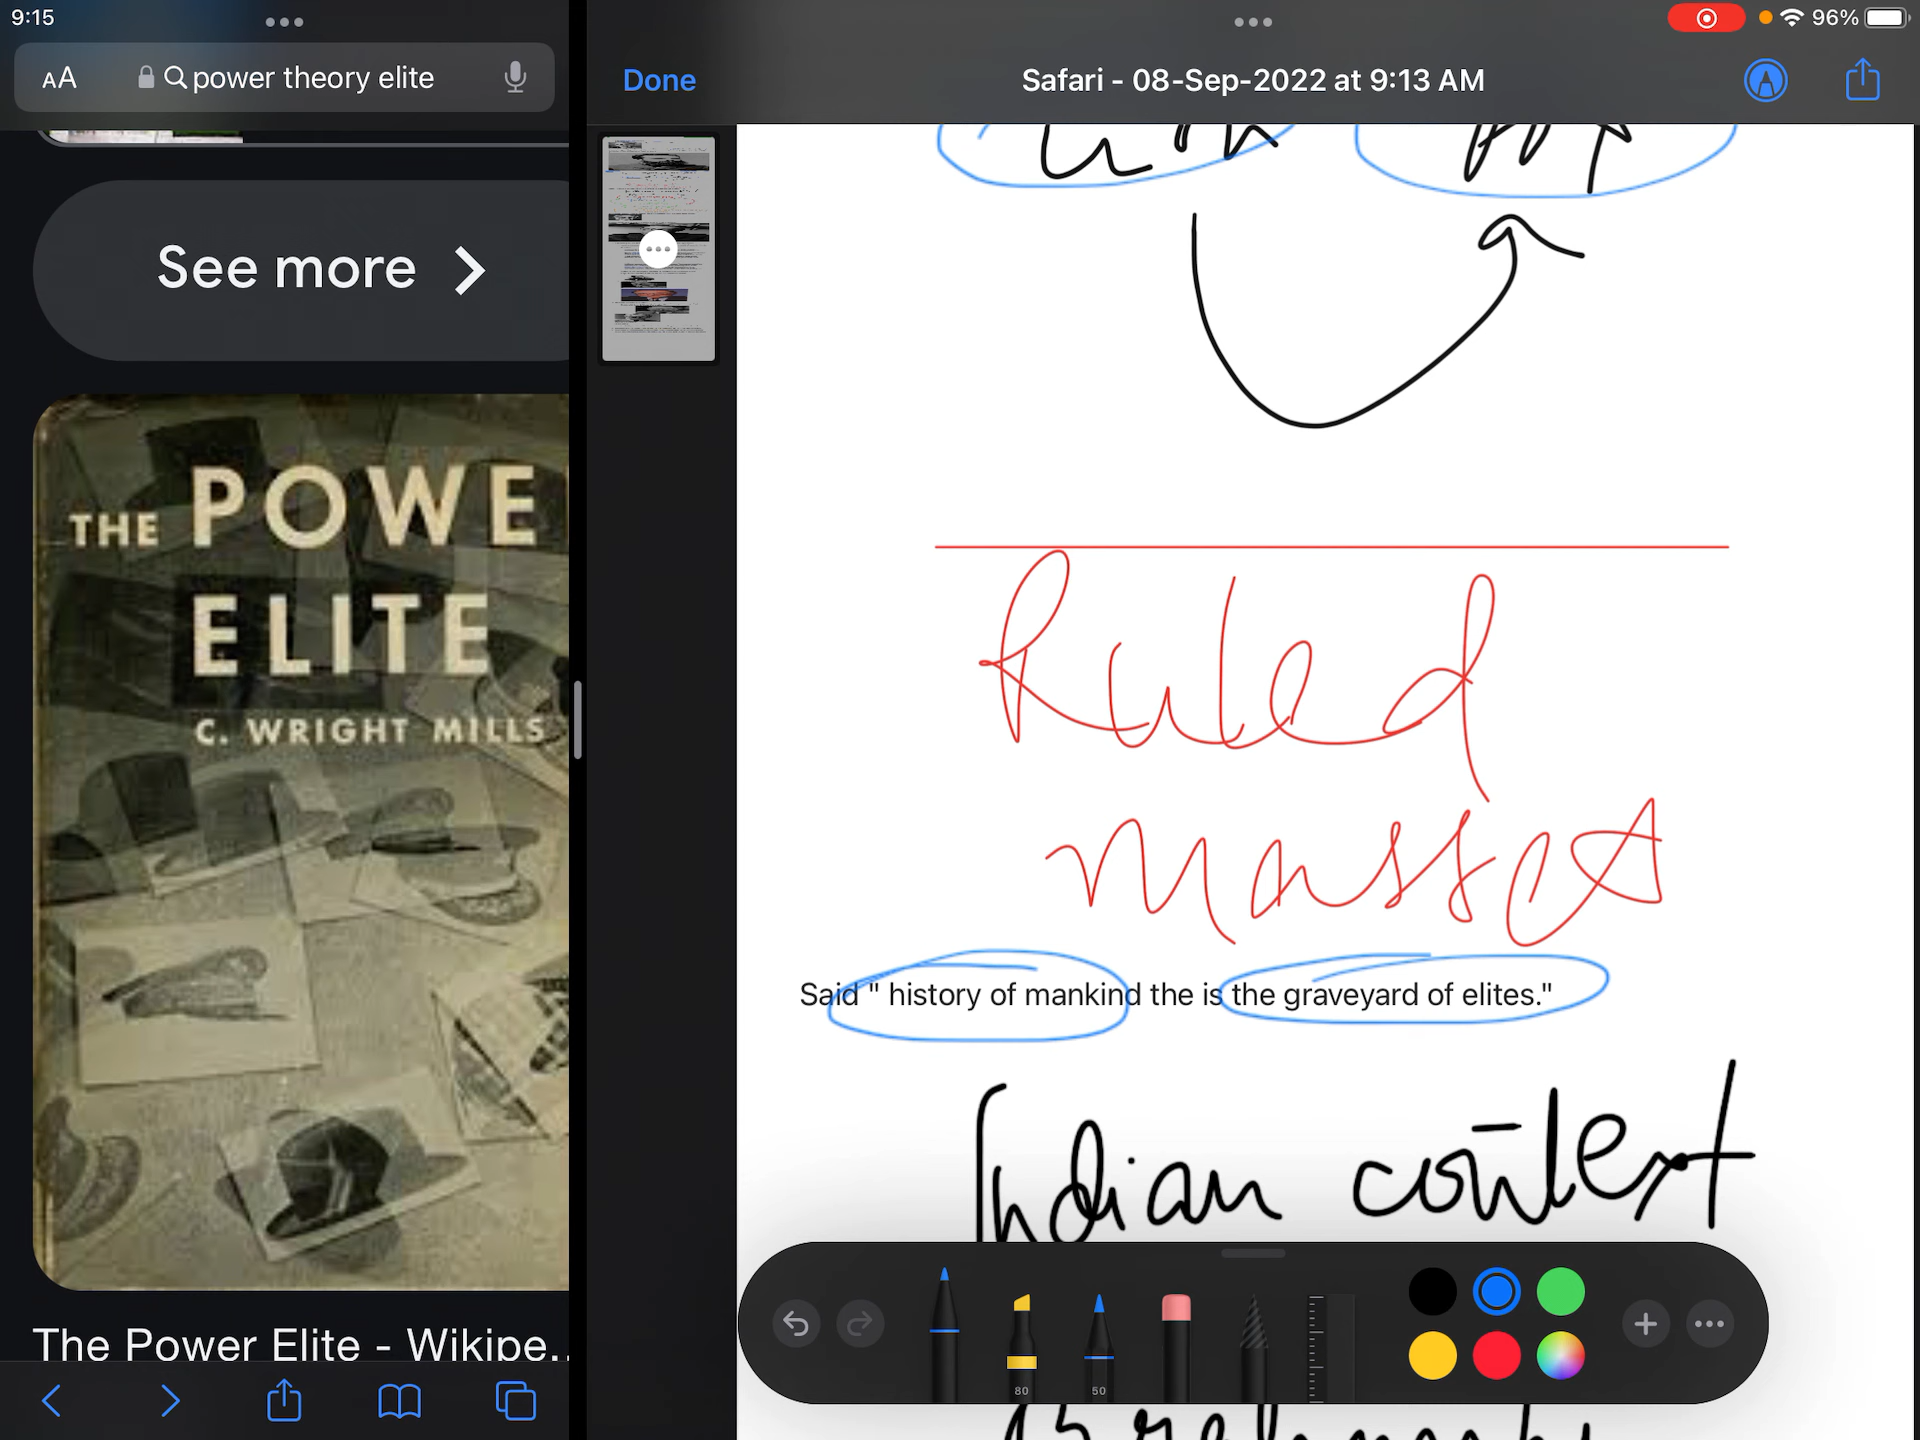 9:15
AA power theory elite
See more
THE POWE
ELITE
C. WRIGHT MILLS
The Power Elite - Wikipe...
96%
Done
Safari - 08-Sep-2022 at 9:13 AM
Ruled
masses
Said " history of mankind the is the graveyard of elites."
Indian context
80
50